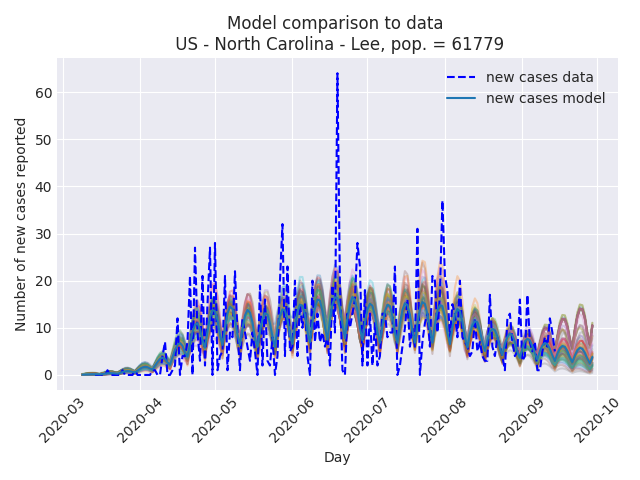 Model comparison to data
US - North Carolina - Lee, pop. = 61779
new cases data
new cases model
Number of new cases reported
60
50
40
30
20
10
0
2020-03
2020-04
2020-05
2020-06
2020-07
2020-08
2020-09
2020-10
Day